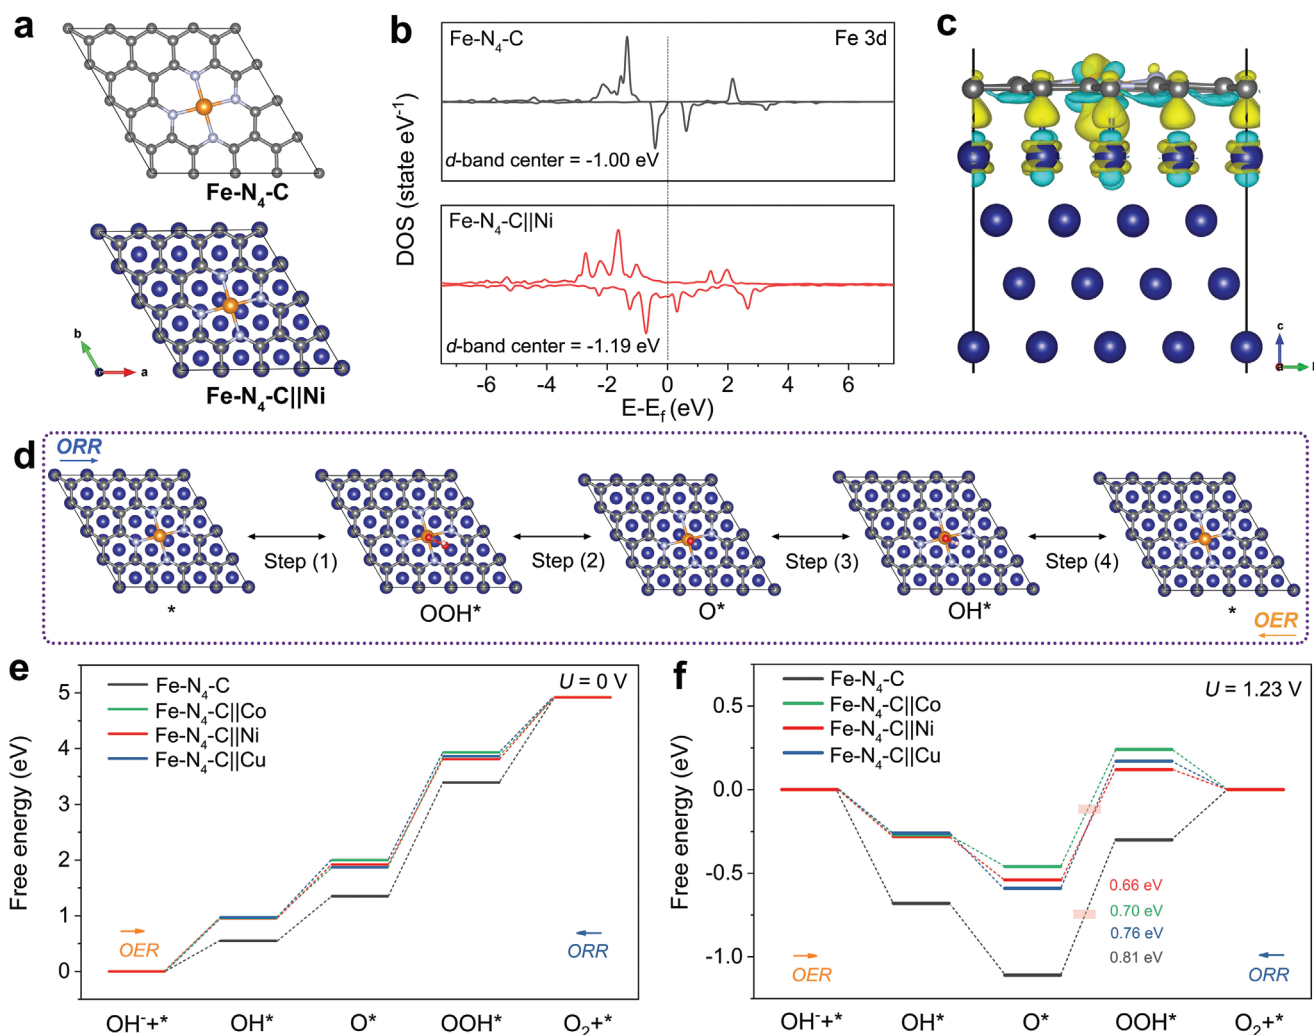 a
Fe-N₄-C
b
a
Fe-N₄-C||Ni
b
DOS (state eV⁻¹)
Fe-N₄-C
Fe 3d
d-band center = -1.00 eV
Fe-N₄-C||Ni
d-band center = -1.19 eV
-6 -4 -2 0 2 4 6
E-E_f (eV)
c
c
a
d
ORR
Step (1)
Step (2)
Step (3)
Step (4)
*
OOH*
O*
OH*
*
OER
e
Free energy (eV)
5
4
3
2
1
0
Fe-N₄-C
Fe-N₄-C||Co
Fe-N₄-C||Ni
Fe-N₄-C||Cu
U = 0 V
OER
ORR
OH⁻+* OH* O* OOH* O₂+*
f
Free energy (eV)
0.5
0.0
-0.5
-1.0
Fe-N₄-C
Fe-N₄-C||Co
Fe-N₄-C||Ni
Fe-N₄-C||Cu
U = 1.23 V
0.66 eV
0.70 eV
0.76 eV
0.81 eV
OER
ORR
OH⁻+* OH* O* OOH* O₂+*